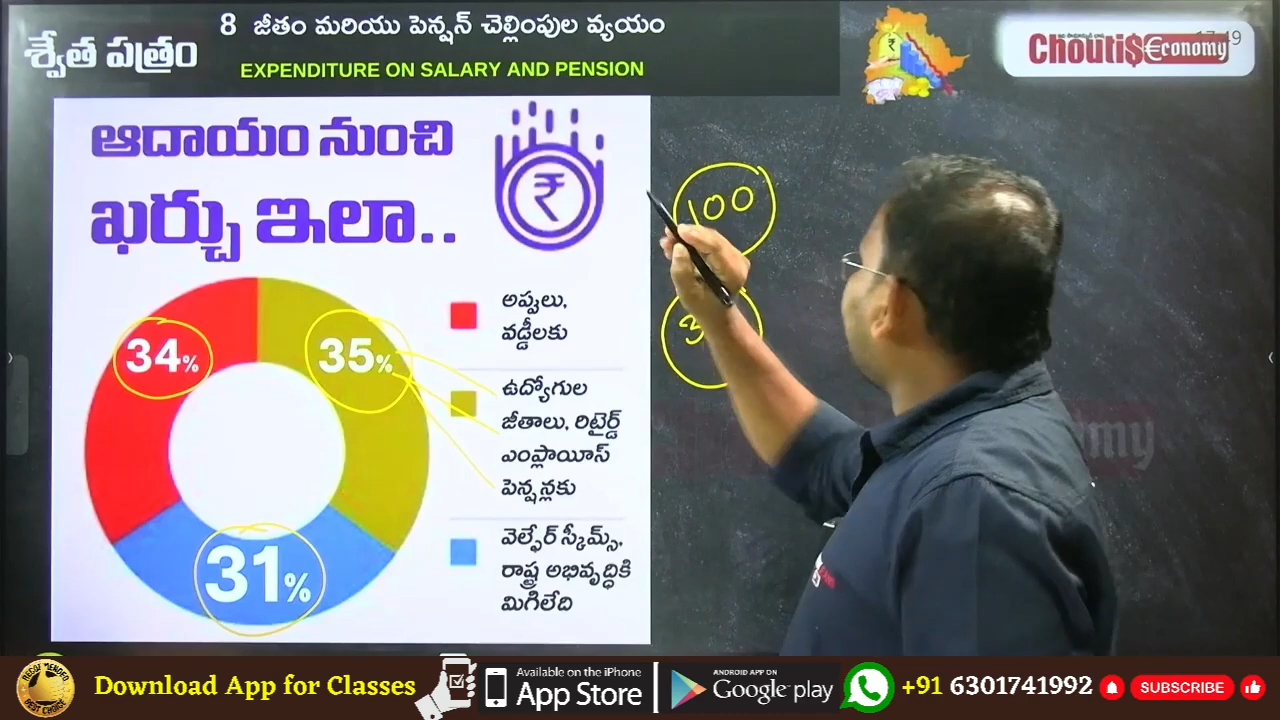 శ్వేత పత్రం
8 జీతం మరియు పెన్షన్ చెల్లింపుల వ్యయం
EXPENDITURE ON SALARY AND PENSION
Chouti$€conomy
ఆదాయం నుంచి
ఖర్చు ఇలా..
34%
35%
31%
అప్పులు,
వడ్డీలకు
ఉద్యోగుల
జీతాలు, రిటైర్డ్
ఎంప్లాయీస్
పెన్షన్లకు
వెల్ఫేర్ స్కీమ్స్,
రాష్ట్ర అభివృద్ధికి
మిగిలేది
100
Download App for Classes
Available on the iPhone
App Store
ANDROID APP ON
Google play
+91 6301741992
SUBSCRIBE